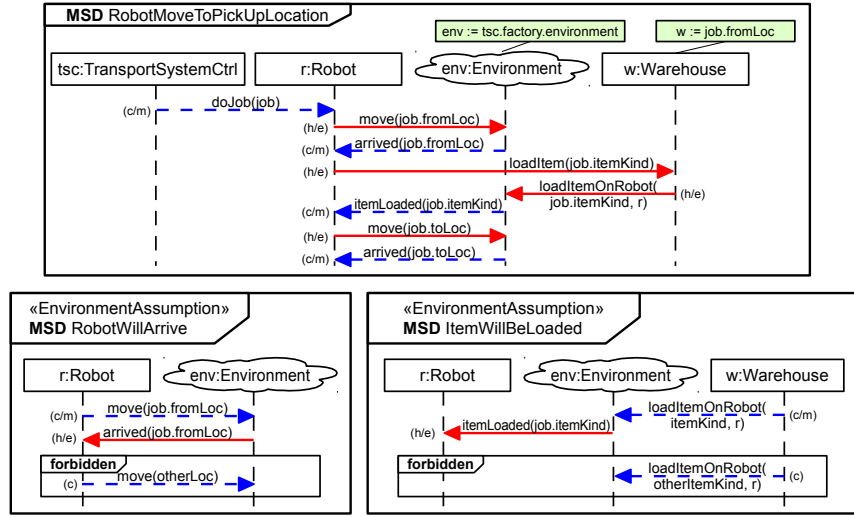 MSD RobotMoveToPickUpLocation
env := tsc.factory.environment
w := job.fromLoc
tsc:TransportSystemCtrl
r:Robot
env:Environment
w:Warehouse
(c/m)
doJob(job)
(h/e)
move(job.fromLoc)
(c/m)
arrived(job.fromLoc)
(h/e)
loadItem(job.itemKind)
loadItemOnRobot(
job.itemKind, r)
(h/e)
(c/m)
itemLoaded(job.itemKind)
(h/e)
move(job.toLoc)
(c/m)
arrived(job.toLoc)
«EnvironmentAssumption»
MSD RobotWillArrive
r:Robot
env:Environment
(c/m)
move(job.fromLoc)
(h/e)
arrived(job.fromLoc)
forbidden
(c)
move(otherLoc)
«EnvironmentAssumption»
MSD ItemWillBeLoaded
r:Robot
env:Environment
w:Warehouse
loadItemOnRobot(
itemKind, r)
(c/m)
(h/e)
itemLoaded(job.itemKind)
forbidden
loadItemOnRobot(
otherItemKind, r)
(c)